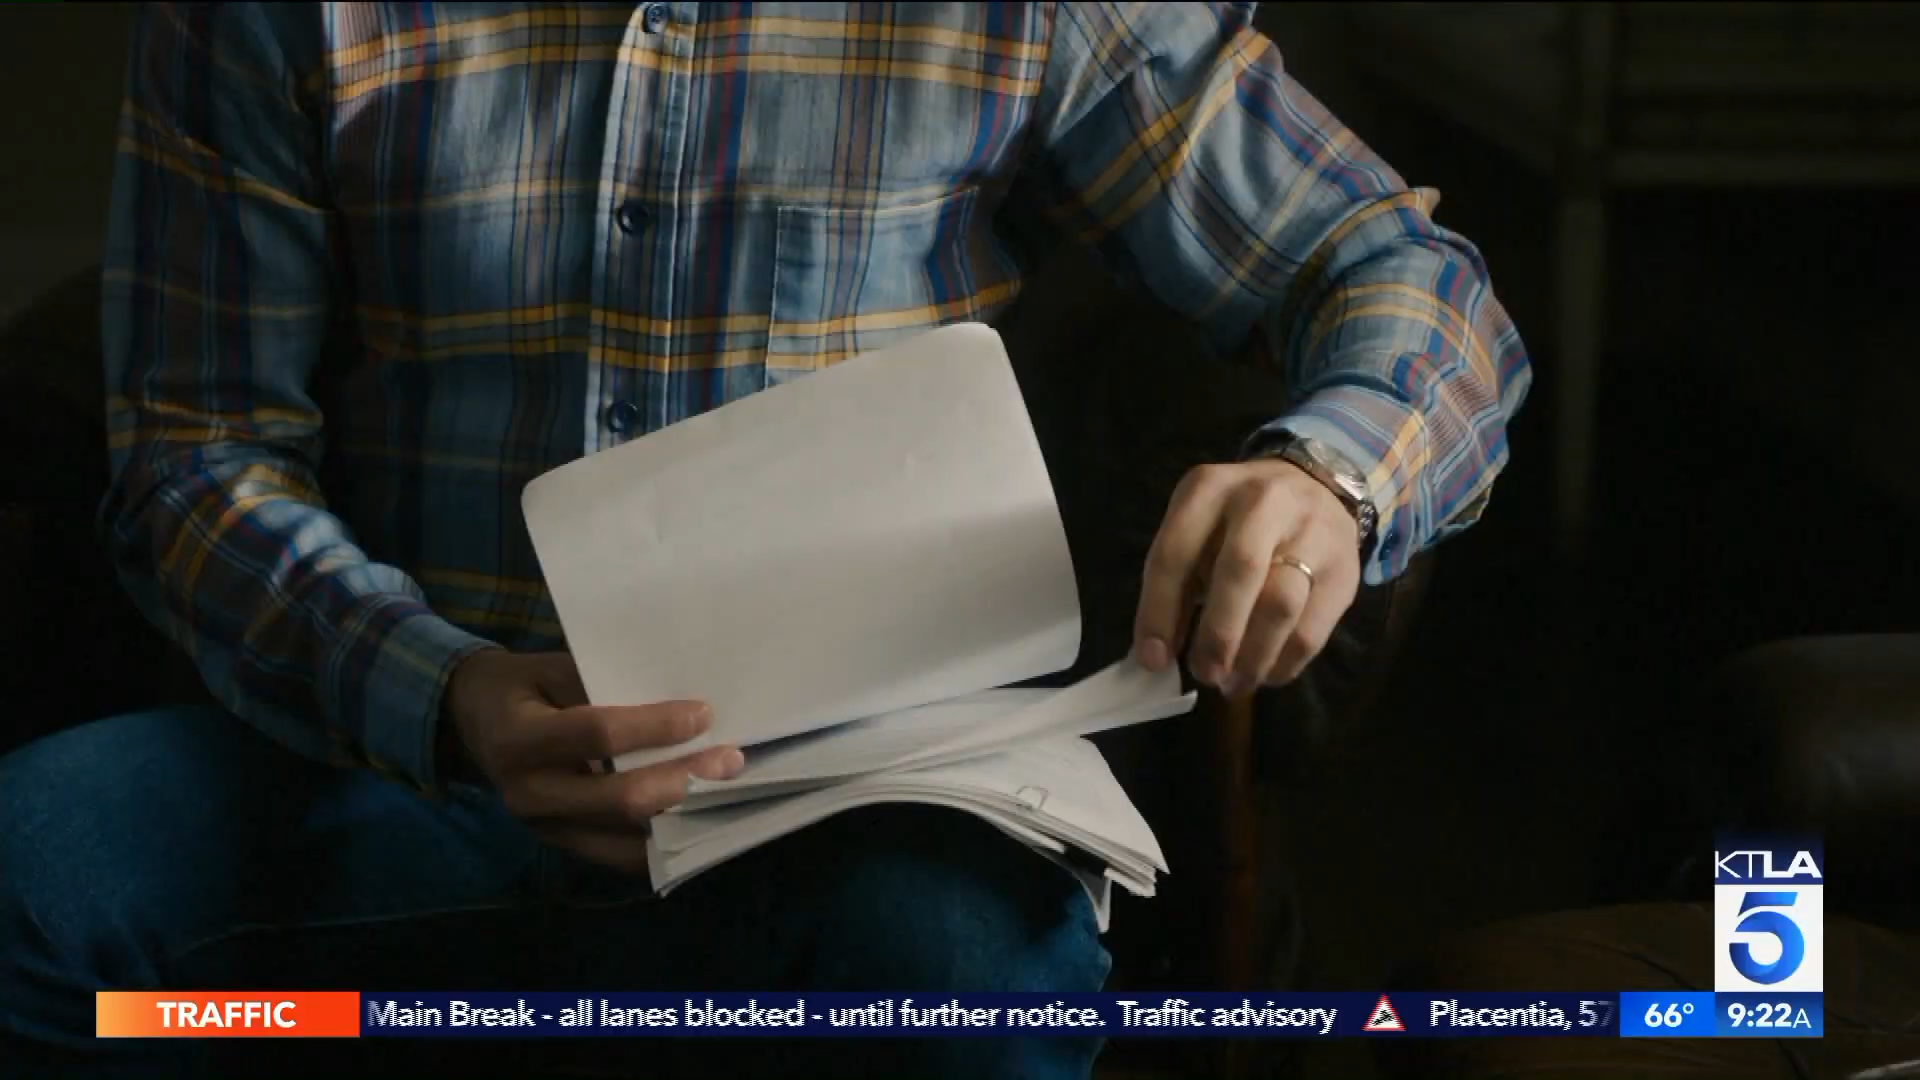 KTLA
5
TRAFFIC
Main Break - all lanes blocked - until further notice. Traffic advisory
Placentia, 57
66°
9:22A